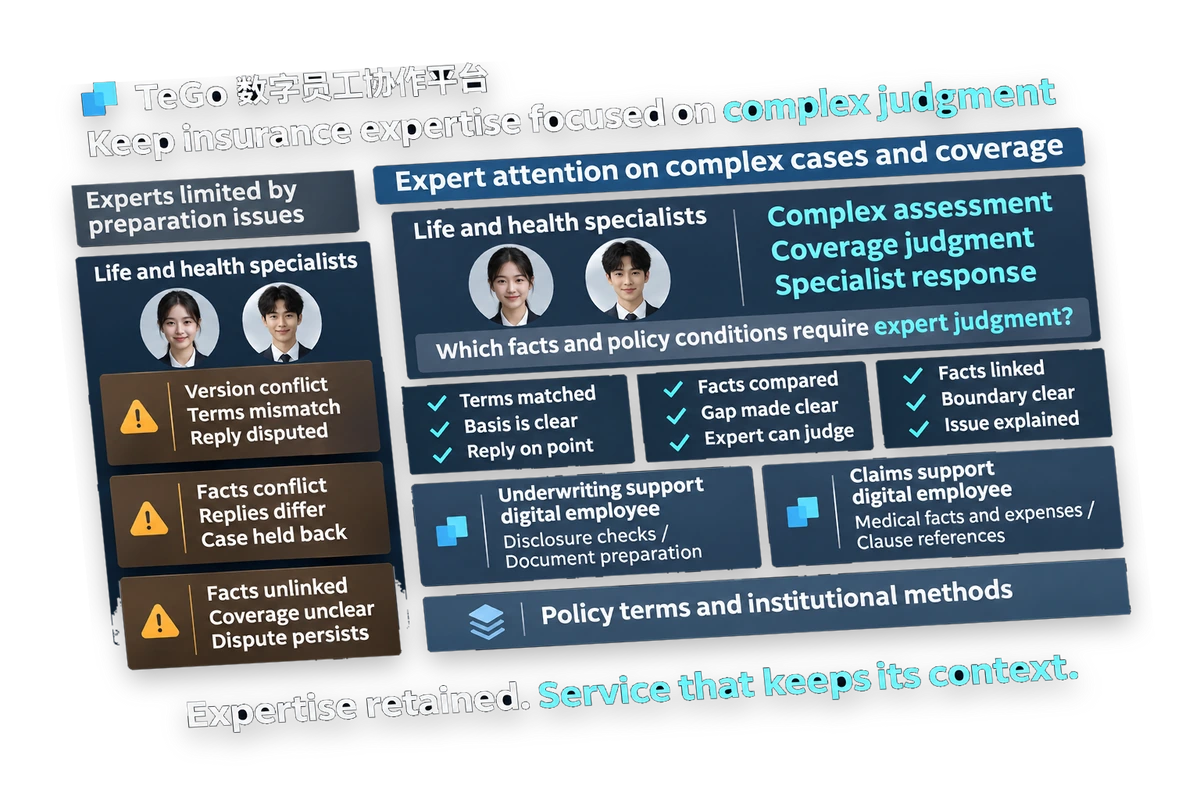 TeGo 数字员工协作平台
Keep insurance expertise focused on complex judgment
Experts limited by
preparation issues
Life and health specialists
Version conflict
Terms mismatch
Reply disputed
Facts conflict
Replies differ
Case held back
Facts unlinked
Coverage unclear
Dispute persists
Expert attention on complex cases and coverage
Life and health specialists
Complex assessment
Coverage judgment
Specialist response
Which facts and policy conditions require expert judgment?
Terms matched
Basis is clear
Reply on point
Facts compared
Gap made clear
Expert can judge
Facts linked
Boundary clear
Issue explained
Underwriting support
digital employee
Disclosure checks /
Document preparation
Claims support
digital employee
Medical facts and expenses /
Clause references
Policy terms and institutional methods
Expertise retained. Service that keeps its context.